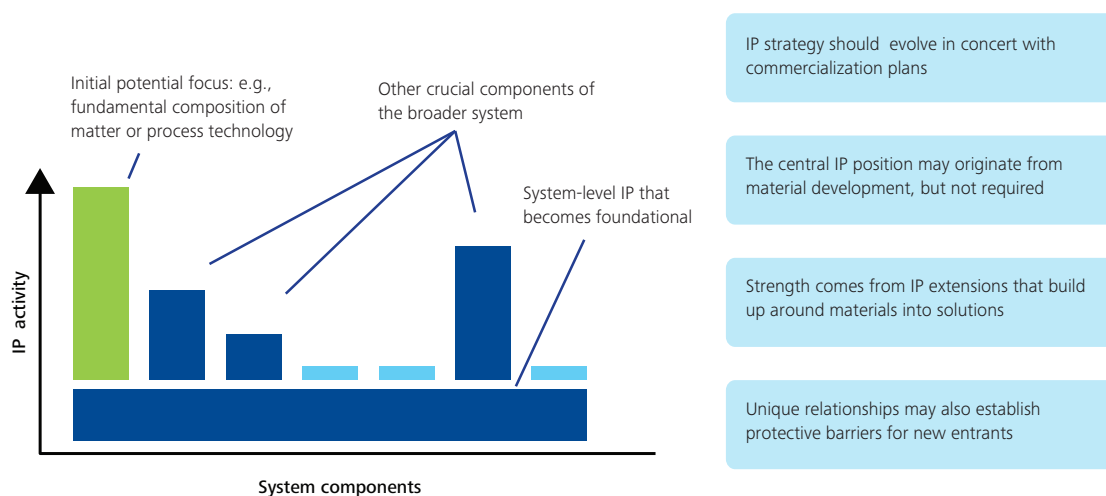 Initial potential focus: e.g.,
fundamental composition of
matter or process technology
Other crucial components of
the broader system
System-level IP that
becomes foundational
IP activity
System components
IP strategy should evolve in concert with
commercialization plans
The central IP position may originate from
material development, but not required
Strength comes from IP extensions that build
up around materials into solutions
Unique relationships may also establish
protective barriers for new entrants